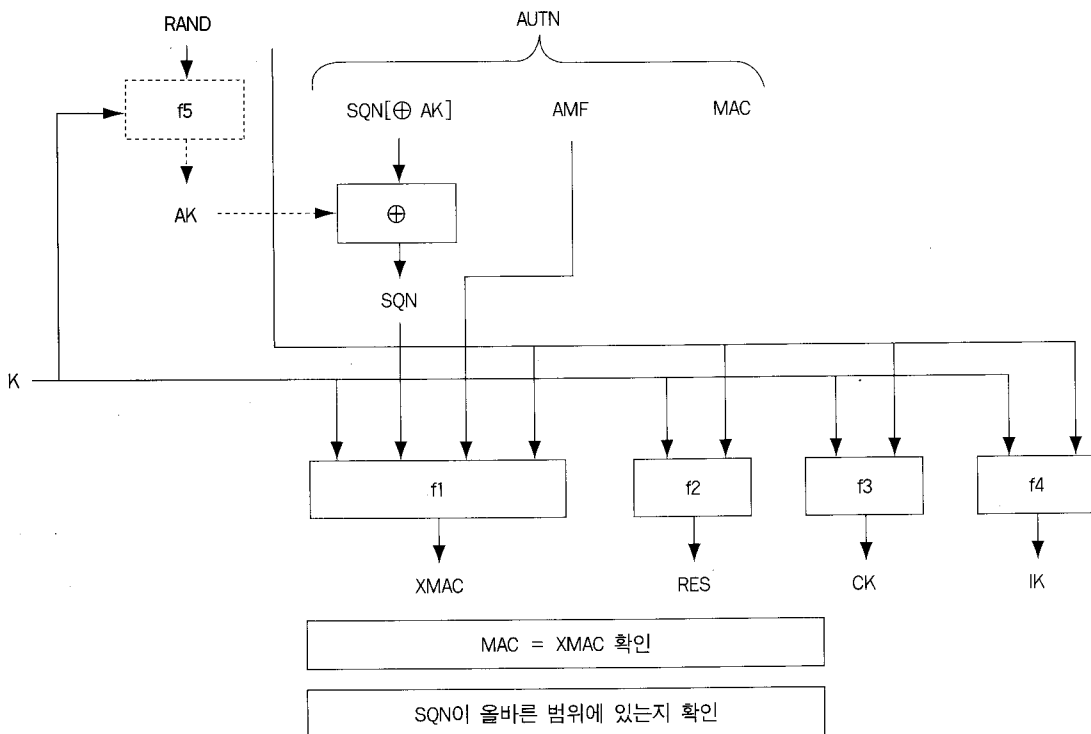 RAND
AUTN
f5
SQN[⊕ AK]
AMF
MAC
AK
⊕
SQN
K
f1
f2
f3
f4
XMAC
RES
CK
IK
MAC = XMAC 확인
SQN이 올바른 범위에 있는지 확인